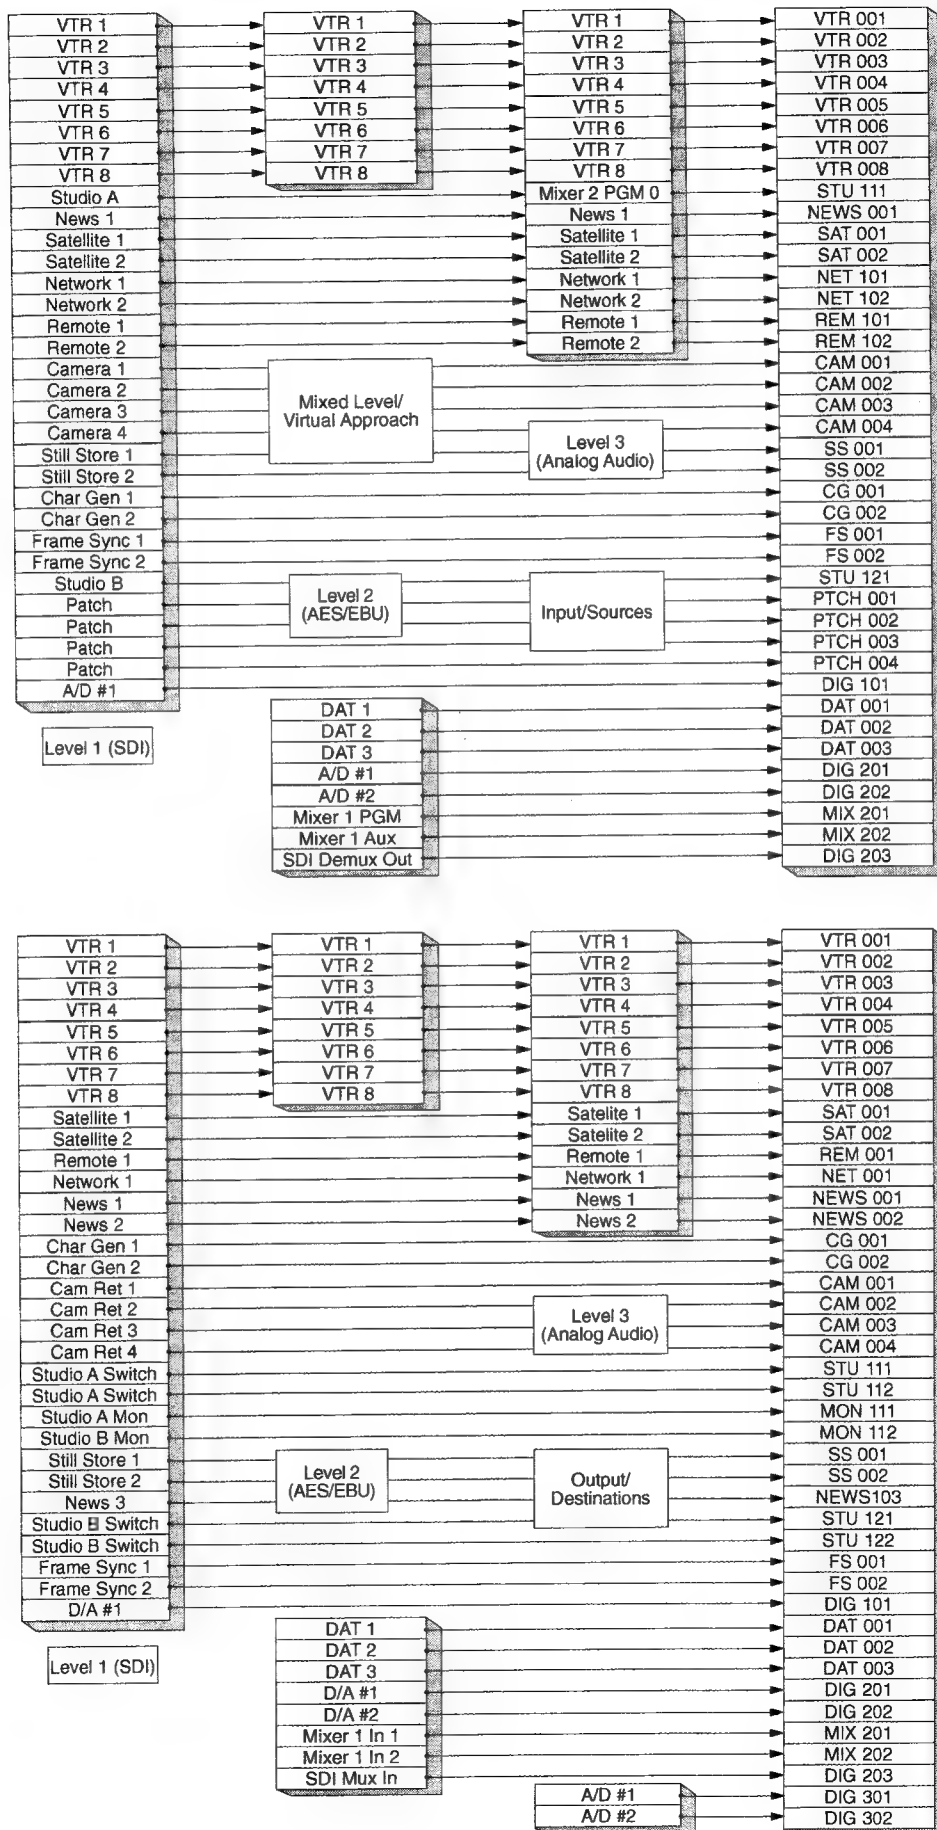 VTR 1
VTR 2
VTR 3
VTR 4
VTR 5
VTR 6
VTR 7
VTR 8
Studio A
News 1
Satellite 1
Satellite 2
Network 1
Network 2
Remote 1
Remote 2
Camera 1
Camera 2
Camera 3
Camera 4
Still Store 1
Still Store 2
Char Gen 1
Char Gen 2
Frame Sync 1
Frame Sync 2
Studio B
Patch
Patch
Patch
Patch
A/D #1
Level 1 (SDI)
VTR 1
VTR 2
VTR 3
VTR 4
VTR 5
VTR 6
VTR 7
VTR 8
Mixed Level/
Virtual Approach
Level 2
(AES/EBU)
DAT 1
DAT 2
DAT 3
A/D #1
A/D #2
Mixer 1 PGM
Mixer 1 Aux
SDI Demux Out
VTR 1
VTR 2
VTR 3
VTR 4
VTR 5
VTR 6
VTR 7
VTR 8
Mixer 2 PGM 0
News 1
Satellite 1
Satellite 2
Network 1
Network 2
Remote 1
Remote 2
Level 3
(Analog Audio)
Input/Sources
VTR 001
VTR 002
VTR 003
VTR 004
VTR 005
VTR 006
VTR 007
VTR 008
STU 111
NEWS 001
SAT 001
SAT 002
NET 101
NET 102
REM 101
REM 102
CAM 001
CAM 002
CAM 003
CAM 004
SS 001
SS 002
CG 001
CG 002
FS 001
FS 002
STU 121
PTCH 001
PTCH 002
PTCH 003
PTCH 004
DIG 101
DAT 001
DAT 002
DAT 003
DIG 201
DIG 202
MIX 201
MIX 202
DIG 203
VTR 1
VTR 2
VTR 3
VTR 4
VTR 5
VTR 6
VTR 7
VTR 8
Satellite 1
Satellite 2
Remote 1
Network 1
News 1
News 2
Char Gen 1
Char Gen 2
Cam Ret 1
Cam Ret 2
Cam Ret 3
Cam Ret 4
Studio A Switch
Studio A Switch
Studio A Mon
Studio B Mon
Still Store 1
Still Store 2
News 3
Studio B Switch
Studio B Switch
Frame Sync 1
Frame Sync 2
D/A #1
Level 1 (SDI)
VTR 1
VTR 2
VTR 3
VTR 4
VTR 5
VTR 6
VTR 7
VTR 8
Level 2
(AES/EBU)
DAT 1
DAT 2
DAT 3
D/A #1
D/A #2
Mixer 1 In 1
Mixer 1 In 2
SDI Mux In
VTR 1
VTR 2
VTR 3
VTR 4
VTR 5
VTR 6
VTR 7
VTR 8
Satelite 1
Satelite 2
Remote 1
Network 1
News 1
News 2
Level 3
(Analog Audio)
Output/
Destinations
A/D #1
A/D #2
VTR 001
VTR 002
VTR 003
VTR 004
VTR 005
VTR 006
VTR 007
VTR 008
SAT 001
SAT 002
REM 001
NET 001
NEWS 001
NEWS 002
CG 001
CG 002
CAM 001
CAM 002
CAM 003
CAM 004
STU 111
STU 112
MON 111
MON 112
SS 001
SS 002
NEWS103
STU 121
STU 122
FS 001
FS 002
DIG 101
DAT 001
DAT 002
DAT 003
DIG 201
DIG 202
MIX 201
MIX 202
DIG 203
DIG 301
DIG 302